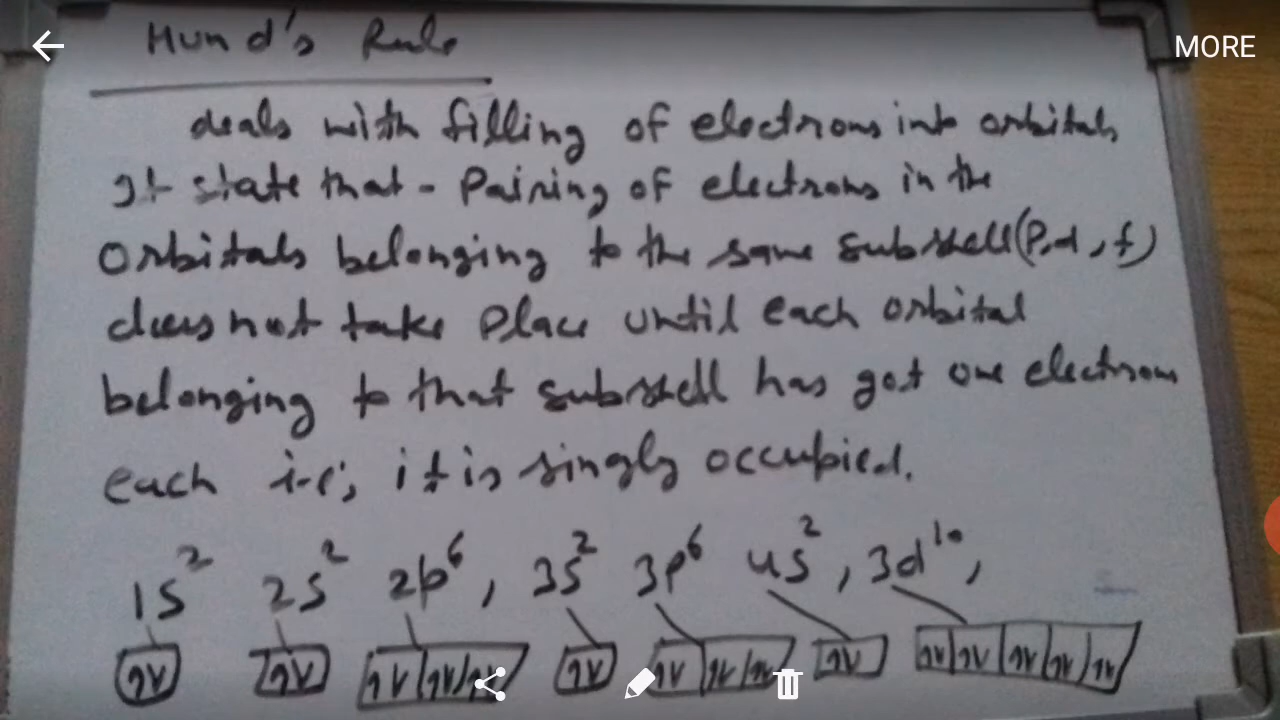 MORE
Hund's Rule
deals with filling of electrons into orbitals
It state that - Pairing of electrons in the
Orbitals belonging to the same subshell (P,d,f)
does not take place until each orbital
belonging to that subshell has got one electron
each i.e; it is singly occupied.
1s² 2s² 2p⁶, 3s² 3p⁶ 4s², 3d¹⁰,